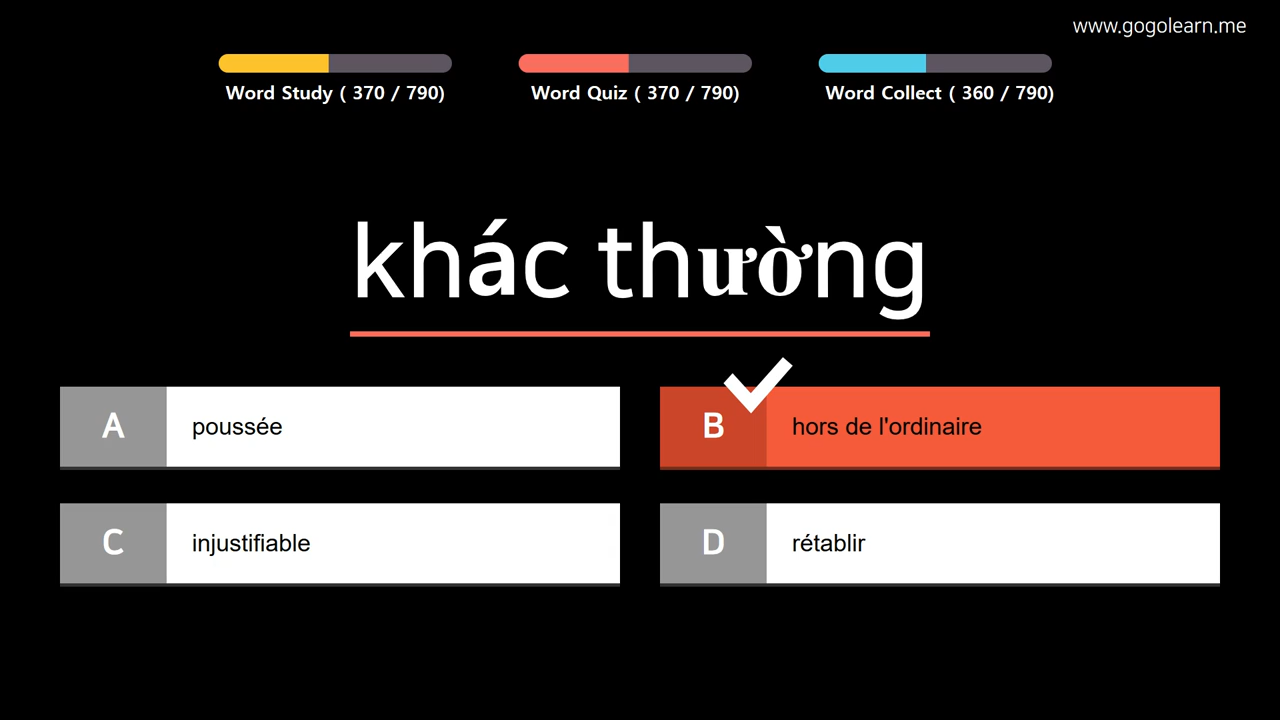 www.gogolearn.me
Word Study ( 370 / 790)
Word Quiz ( 370 / 790)
Word Collect ( 360 / 790)
khác thường
A
poussée
B
hors de l'ordinaire
C
injustifiable
D
rétablir